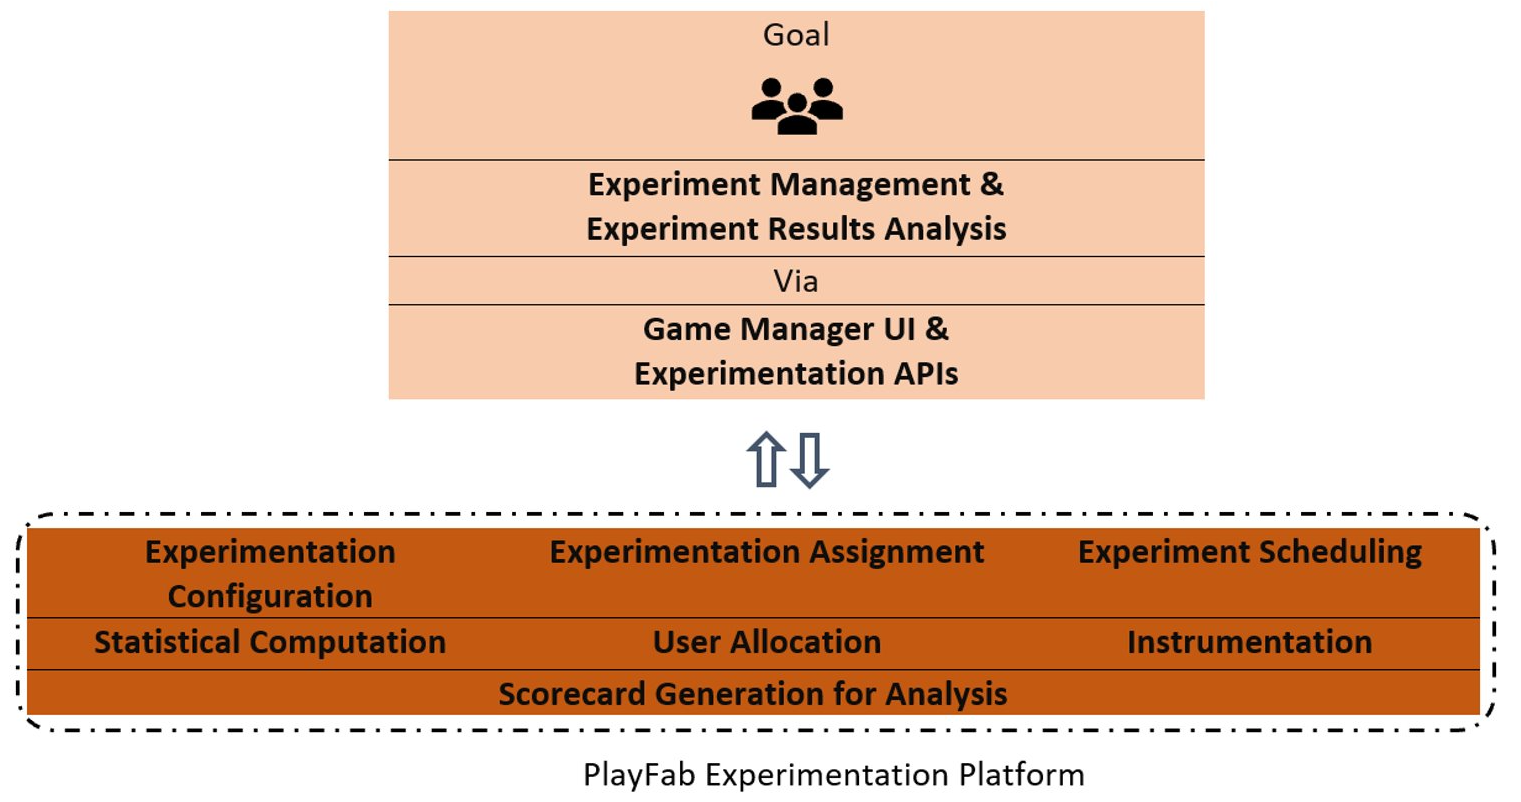 Goal
Experiment Management &
Experiment Results Analysis
Via
Game Manager UI &
Experimentation APIs
Experimentation
Configuration
Experimentation Assignment
Experiment Scheduling
Statistical Computation
User Allocation
Instrumentation
Scorecard Generation for Analysis
PlayFab Experimentation Platform